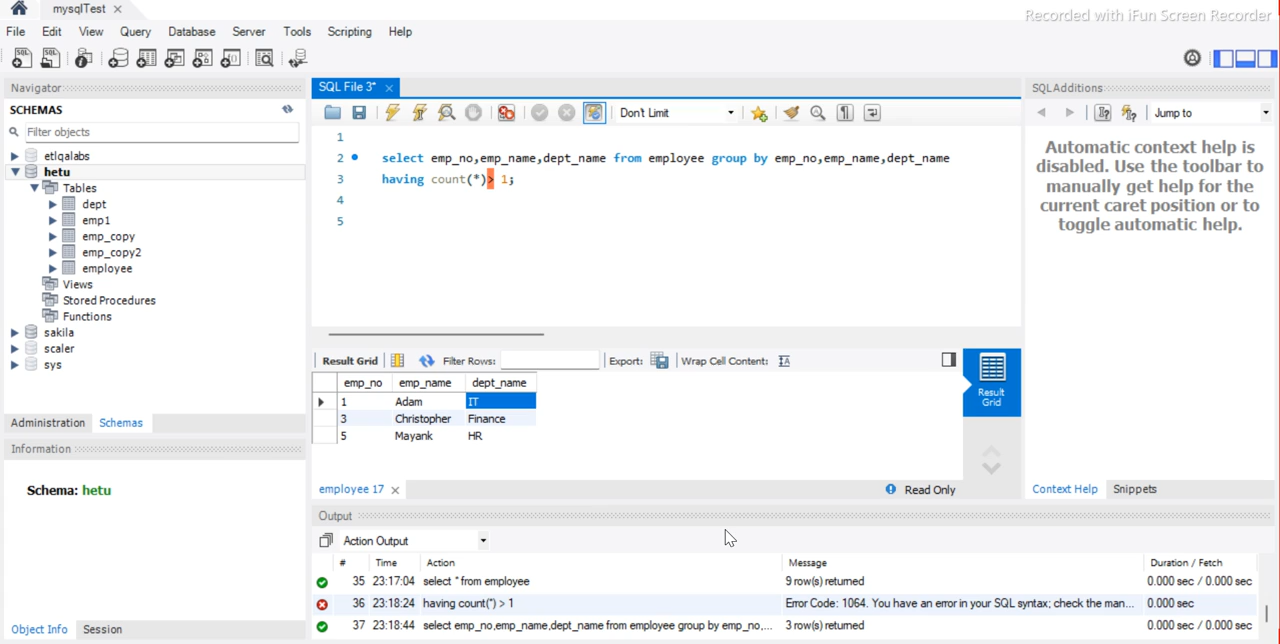 mysqlTest
Recorded with iFun Screen Recorder
File Edit View Query Database Server Tools Scripting Help
Navigator
SQL File 3*
SQLAdditions
SCHEMAS
Don't Limit
Jump to
Filter objects
etlqalabs
hetu
Tables
dept
emp1
emp_copy
emp_copy2
employee
Views
Stored Procedures
Functions
sakila
scaler
sys
Administration Schemas
Information
Schema: hetu
Object Info Session
1
2 select emp_no,emp_name,dept_name from employee group by emp_no,emp_name,dept_name
3 having count(*)> 1;
4
5
Automatic context help is
disabled. Use the toolbar to
manually get help for the
current caret position or to
toggle automatic help.
Result Grid Filter Rows: Export: Wrap Cell Content:
emp_no emp_name dept_name
1 Adam IT
3 Christopher Finance
5 Mayank HR
Result
Grid
employee 17 Read Only
Context Help Snippets
Output
Action Output
# Time Action Message Duration / Fetch
35 23:17:04 select * from employee 9 row(s) returned 0.000 sec / 0.000 sec
36 23:18:24 having count(*) > 1 Error Code: 1064. You have an error in your SQL syntax; check the man... 0.000 sec
37 23:18:44 select emp_no,emp_name,dept_name from employee group by emp_no,... 3 row(s) returned 0.000 sec / 0.000 sec